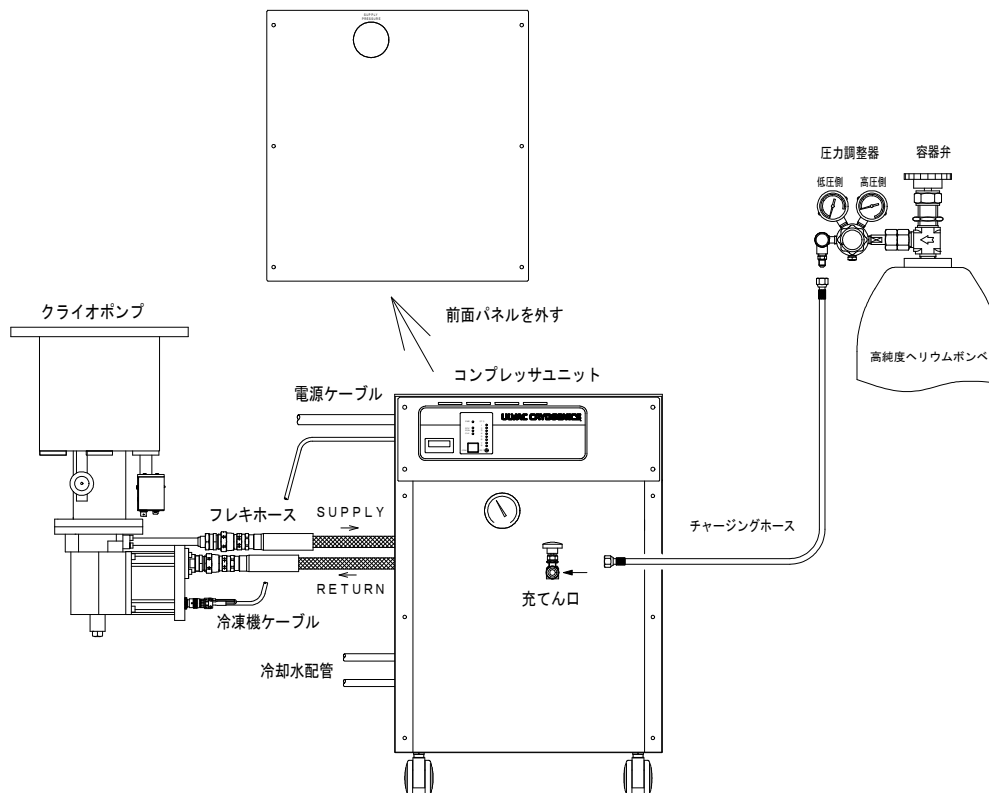 SUPPLY
PRESSURE
圧力調整器
容器弁
低圧側
高圧側
クライオポンプ
前面パネルを外す
高純度ヘリウムボンベ
コンプレッサユニット
電源ケーブル
ULVAC CRYOGENICS
フレキホース
SUPPLY
チャージングホース
RETURN
充てん口
冷凍機ケーブル
冷却水配管